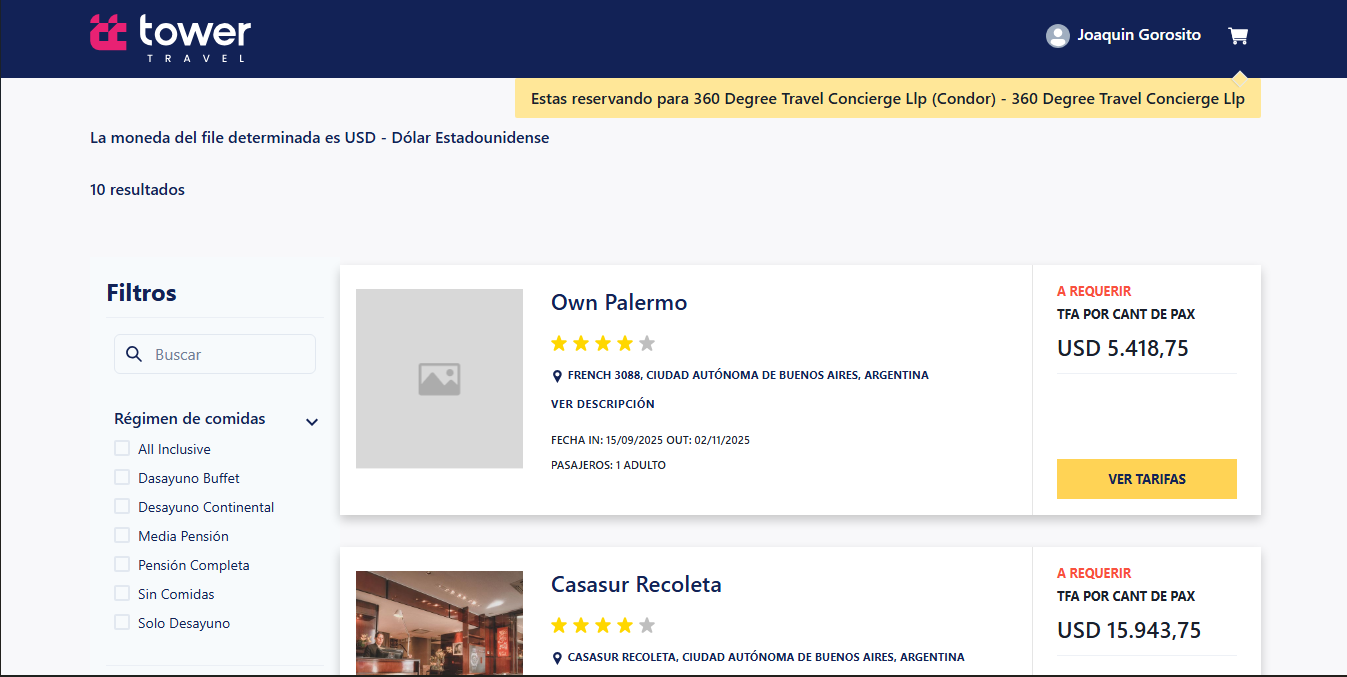 tower
TRAVEL
Joaquin Gorosito
Estas reservando para 360 Degree Travel Concierge Llp (Condor) - 360 Degree Travel Concierge Llp
La moneda del file determinada es USD - Dólar Estadounidense
10 resultados
Filtros
Buscar
Régimen de comidas
All Inclusive
Dasayuno Buffet
Desayuno Continental
Media Pensión
Pensión Completa
Sin Comidas
Solo Desayuno
Own Palermo
FRENCH 3088, CIUDAD AUTÓNOMA DE BUENOS AIRES, ARGENTINA
VER DESCRIPCIÓN
FECHA IN: 15/09/2025 OUT: 02/11/2025
PASAJEROS: 1 ADULTO
A REQUERIR
TFA POR CANT DE PAX
USD 5.418,75
VER TARIFAS
Casasur Recoleta
CASASUR RECOLETA, CIUDAD AUTÓNOMA DE BUENOS AIRES, ARGENTINA
A REQUERIR
TFA POR CANT DE PAX
USD 15.943,75